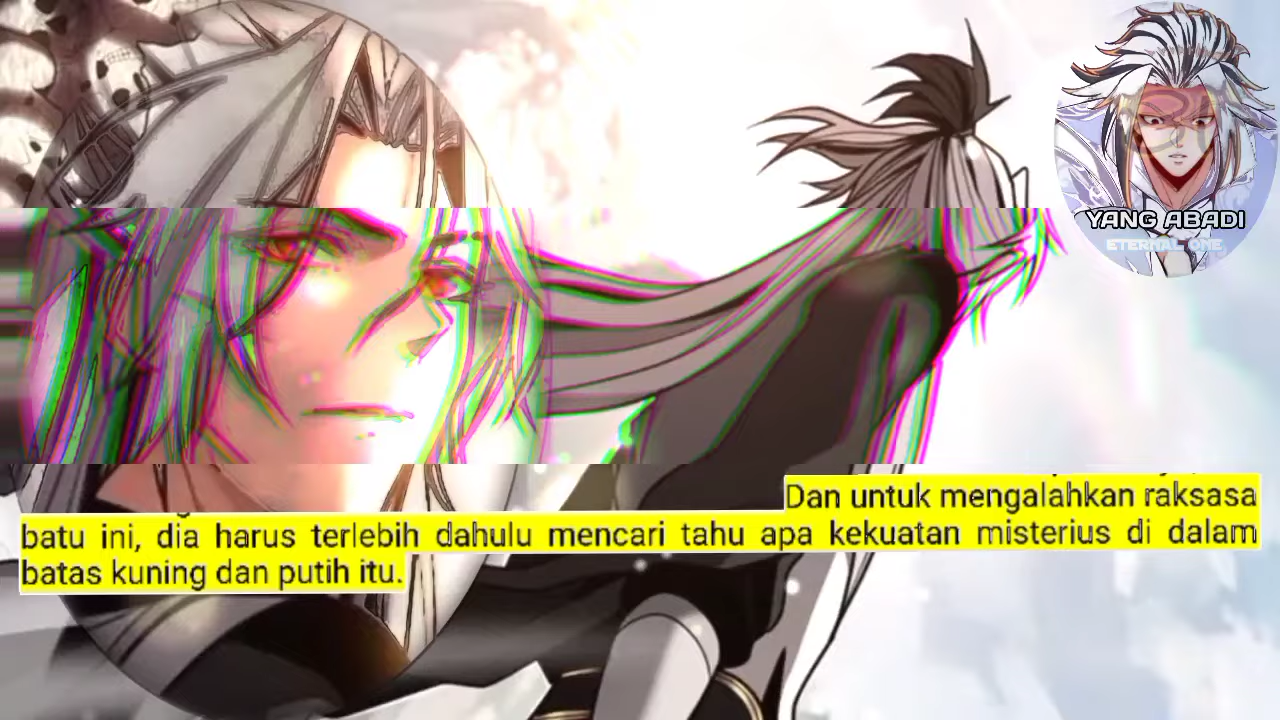 YANG ABADI
ETERNAL ONE
Dan untuk mengalahkan raksasa
batu ini, dia harus terlebih dahulu mencari tahu apa kekuatan misterius di dalam
batas kuning dan putih itu.